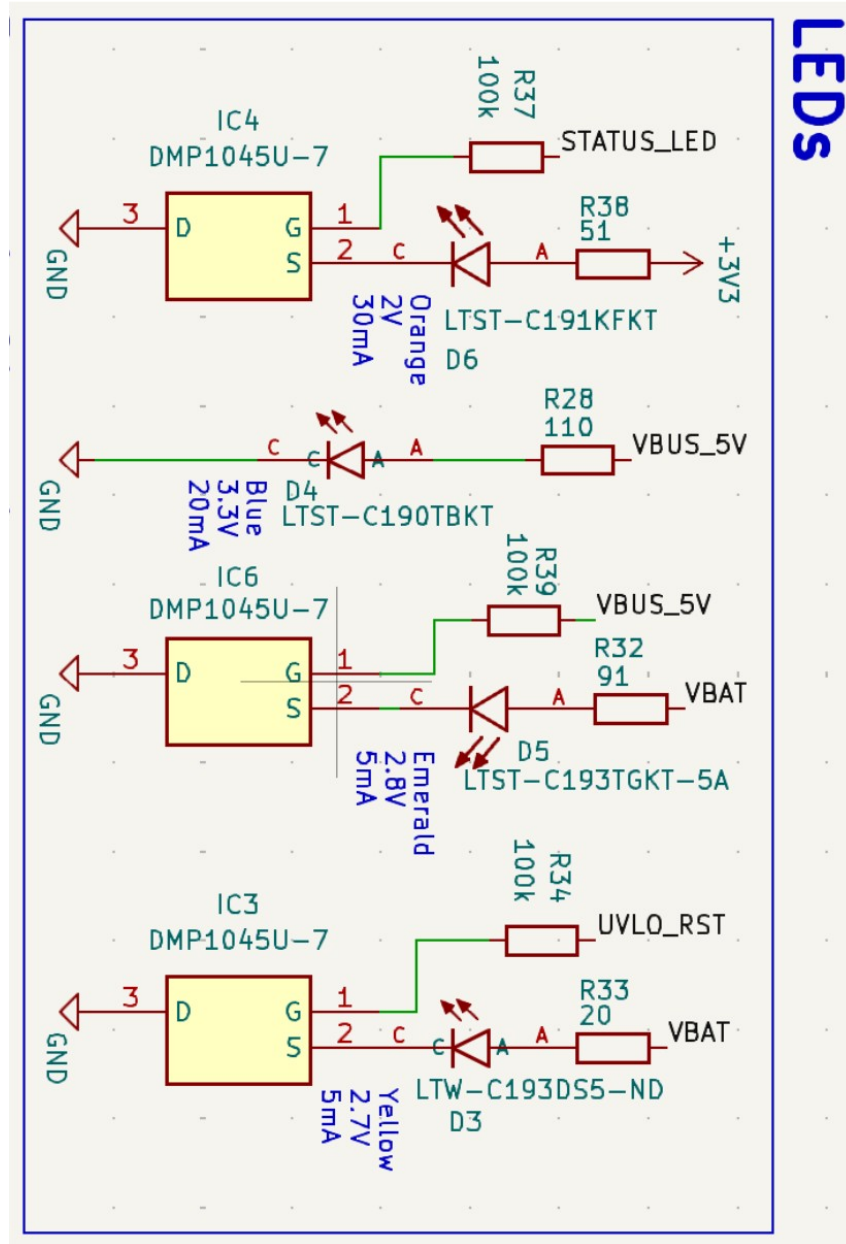 LEDs
R37
100k
STATUS_LED
IC4
DMP1045U-7
3
D
G
1
S
2
GND
C
A
R38
51
+3V3
LTST-C191KFKT
D6
Orange
2V
30mA
R28
110
VBUS_5V
C
C
A
A
GND
D4
LTST-C190TBKT
Blue
3.3V
20mA
R39
100k
VBUS_5V
IC6
DMP1045U-7
3
D
G
1
S
2
GND
C
A
R32
91
VBAT
D5
LTST-C193TGKT-5A
Emerald
2.8V
5mA
R34
100k
UVLO_RST
IC3
DMP1045U-7
3
D
G
1
S
2
GND
C
C
A
A
R33
20
VBAT
LTW-C193DS5-ND
D3
Yellow
2.7V
5mA